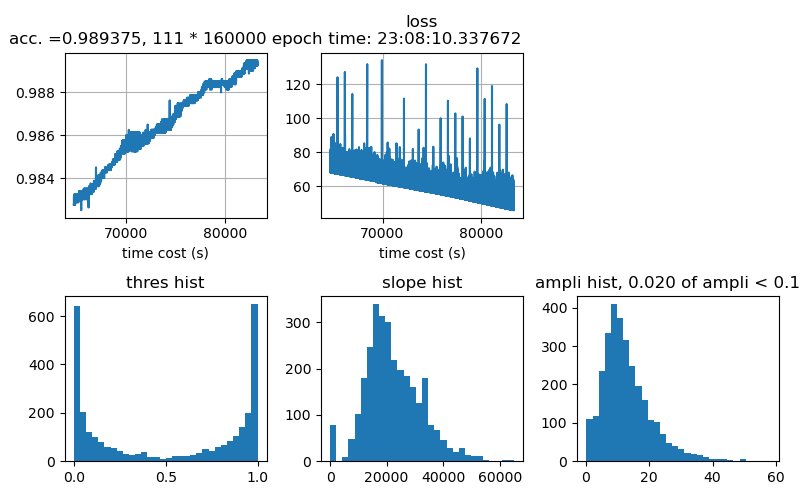 loss
acc. =0.989375, 111 * 160000 epoch time: 23:08:10.337672
0.988
0.986
0.984
70000 80000
time cost (s)
120
100
80
60
70000 80000
time cost (s)
thres hist
600
400
200
0
0.0 0.5 1.0
slope hist
300
200
100
0
0 20000 40000 60000
ampli hist, 0.020 of ampli < 0.1
400
300
200
100
0
0 20 40 60